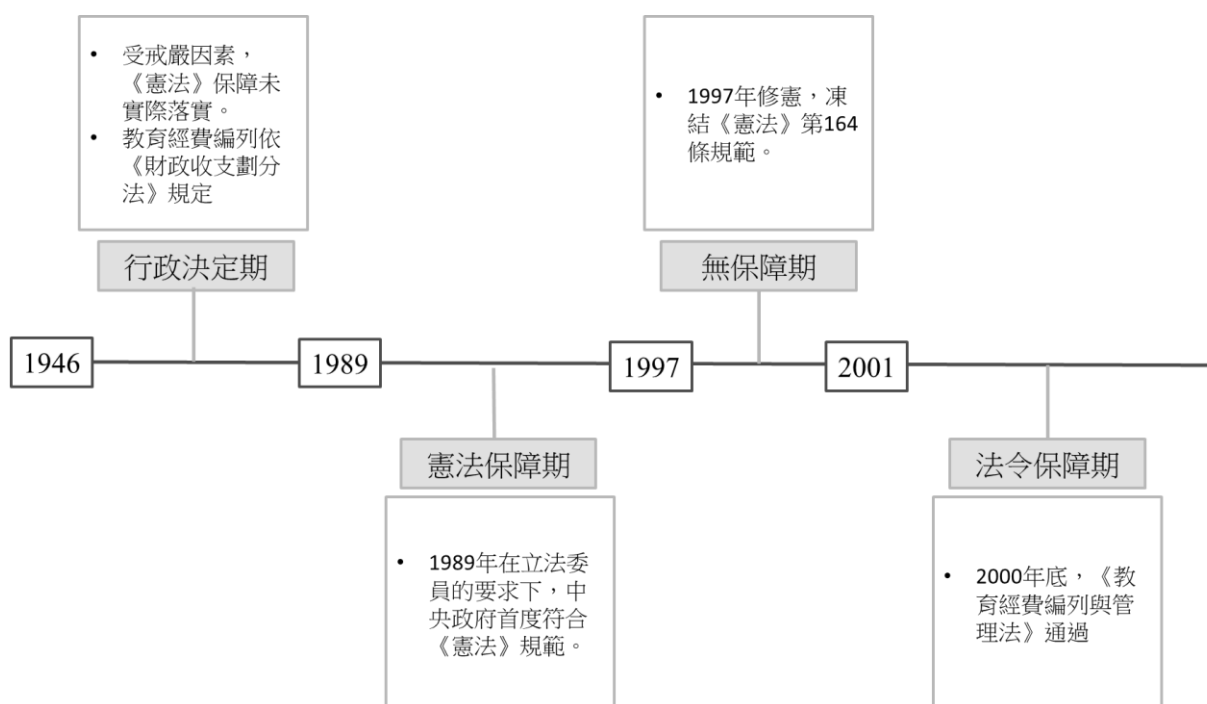 • 受戒嚴因素，
《憲法》保障未
實際落實。
• 教育經費編列依
《財政收支劃分
法》規定
行政決定期
• 1997年修憲，凍
結《憲法》第164
條規範。
無保障期
1946
1989
1997
2001
憲法保障期
• 1989年在立法委
員的要求下，中
央政府首度符合
《憲法》規範。
法令保障期
• 2000年底，《教
育經費編列與管
理法》通過